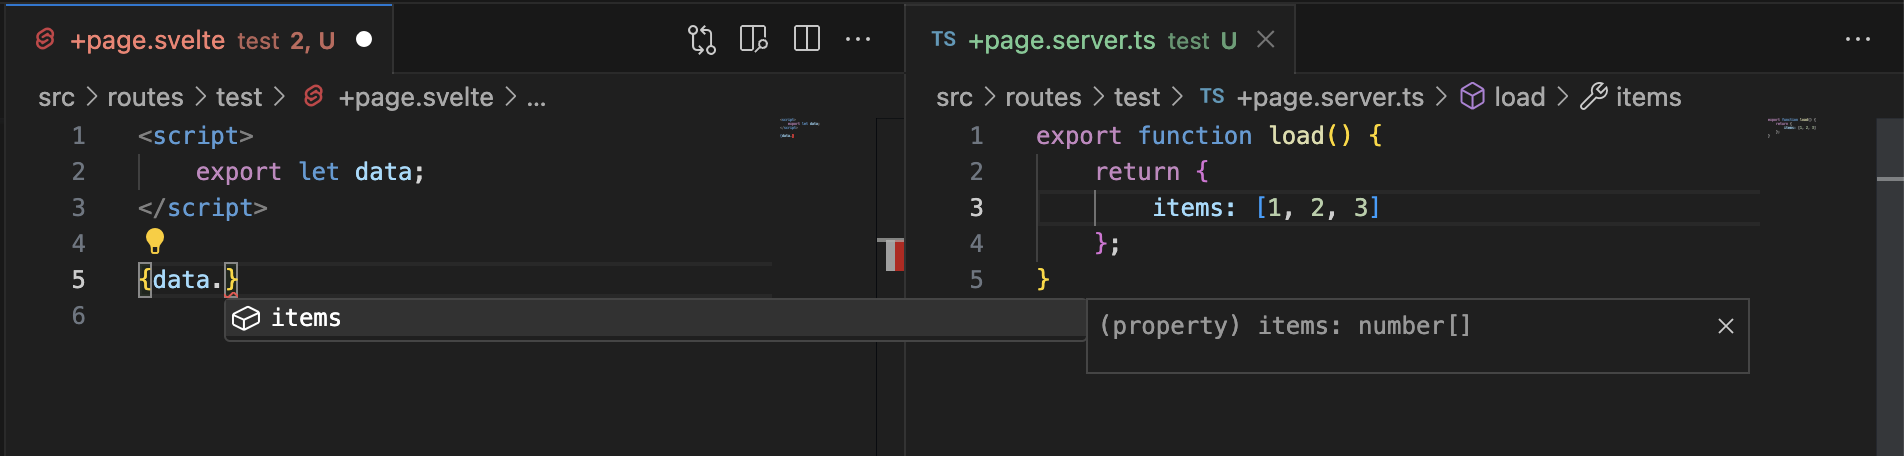 +page.svelte test 2, U
src > routes > test > +page.svelte > ...
1 <script>
2 export let data;
3 </script>
4
5 {data.}
6
items
TS +page.server.ts test U
src > routes > test > TS +page.server.ts > load > items
1 export function load() {
2 return {
3 items: [1, 2, 3]
4 };
5 }
(property) items: number[]